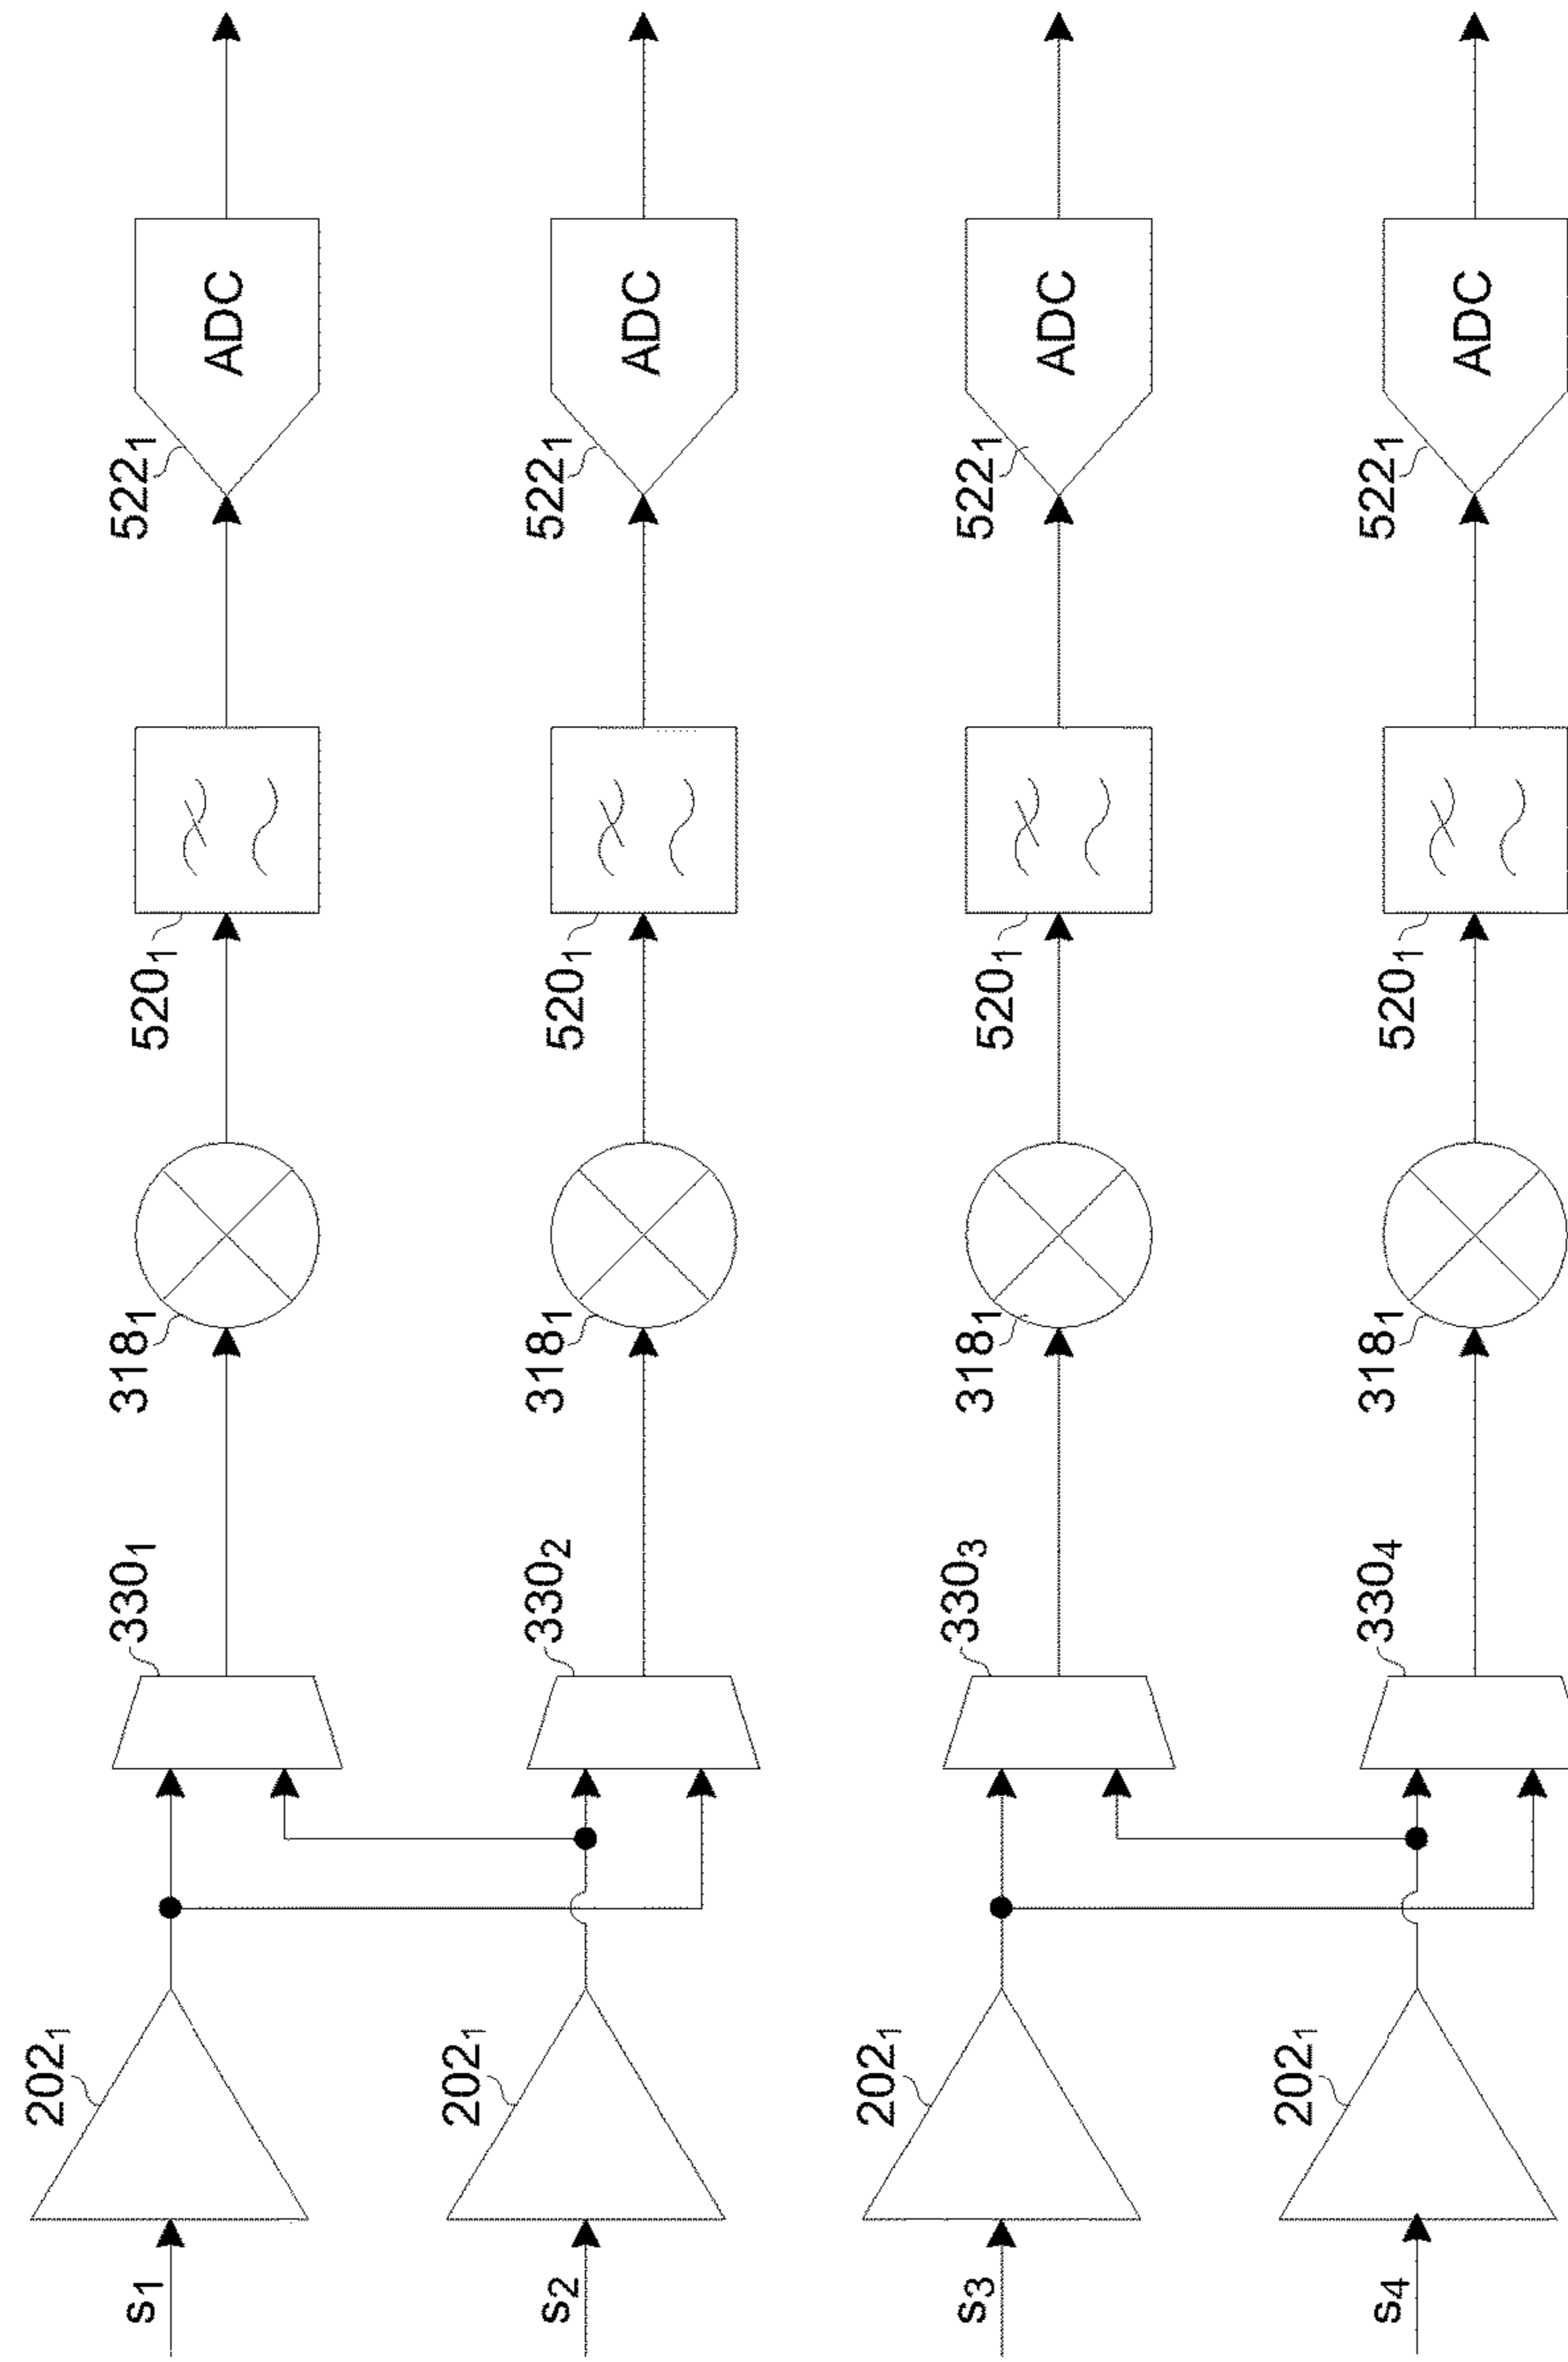 s₁
202₁
330₁
318₁
520₁
522₁
ADC
s₂
202₁
330₂
318₁
520₁
522₁
ADC
s₃
202₁
330₃
318₁
520₁
522₁
ADC
s₄
202₁
330₄
318₁
520₁
522₁
ADC